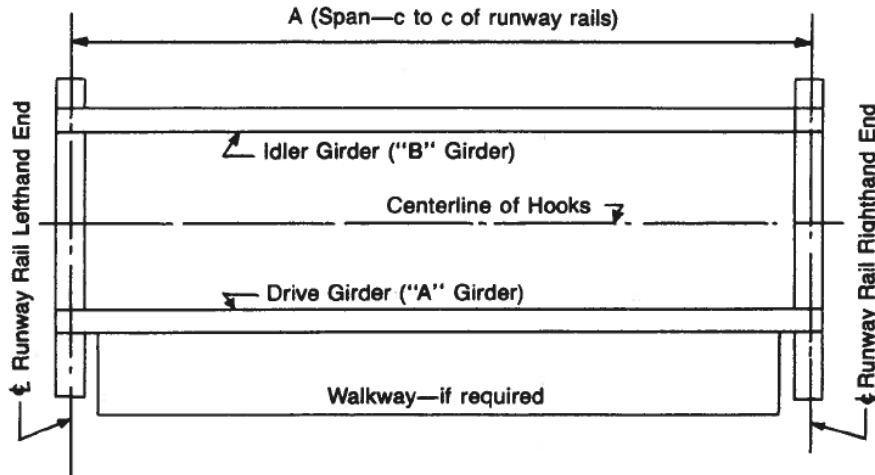 A (Span—c to c of runway rails)
℄ Runway Rail Lefthand End
Idler Girder ("B" Girder)
Centerline of Hooks
Drive Girder ("A" Girder)
Walkway—if required
℄ Runway Rail Righthand End